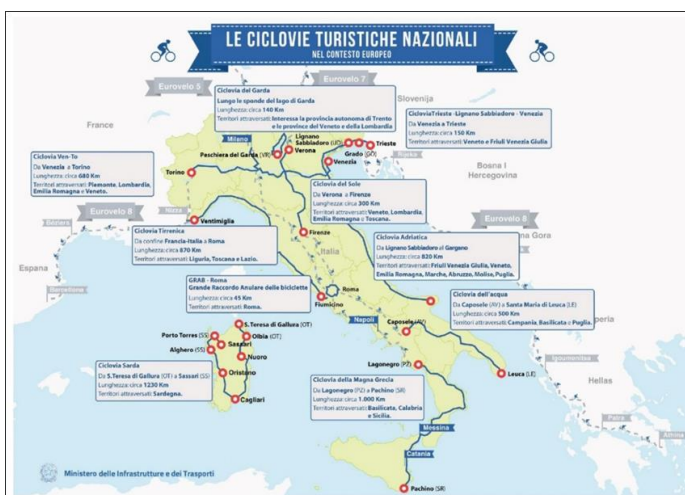 LE CICLOVIE TURISTICHE NAZIONALI
NEL CONTESTO EUROPEO
Eurovelo 5
Eurovelo 7
Ciclovia del Garda
Lungo le sponde del lago di Garda
Lunghezza: circa 140 Km
Territori attraversati: Interessa la provincia autonoma di Trento
e le province del Veneto e della Lombardia
Slovenija
France
CicloviaTrieste -Lignano Sabbiadoro - Venezia
Da Venezia a Trieste
Lunghezza: circa 150 Km
Territori attraversati: Veneto e Friuli Venezia Giulia
Milano
Lignano
Sabbiadoro (UD)
Trieste
Peschiera del Garda (VR)
Verona
Grado (GO)
Venezia
Torino
Bosna I
Hercegovina
Ciclovia Ven-To
Da Venezia a Torino
Lunghezza: circa 680 Km
Territori attraversati: Piemonte, Lombardia,
Emilia Romagna e Veneto.
Ciclovia del Sole
Da Verona a Firenze
Lunghezza: circa 300 Km
Territori attraversati: Veneto, Lombardia,
Emilia Romagna e Toscana.
Eurovelo 8
Nizza
Ventimiglia
Eurovelo 8
Gora
Béziers
Ciclovia Tirrenica
Da confine Francia-Italia a Roma
Lunghezza: circa 870 Km
Territori attraversati: Liguria, Toscana e Lazio.
Firenze
Italia
Ciclovia Adriatica
Da Lignano Sabbiadoro al Gargano
Lunghezza: circa 820 Km
Territori attraversati: Friuli Venezia Giulia, Veneto,
Emilia Romagna, Marche, Abruzzo, Molise, Puglia.
Espana
Barcellona
GRAB - Roma
Grande Raccordo Anulare delle biciclette
Lunghezza: circa 45 Km
Territori attraversati: Roma.
Roma
Fiumicino
Ciclovia dell'acqua
Da Caposele (AV) a Santa Maria di Leuca (LE)
Lunghezza: circa 500 Km
Territori attraversati: Campania, Basilicata e Puglia.
Napoli
Caposele (AV)
S. Teresa di Gallura (OT)
Porto Torres (SS)
Olbia (OT)
Sassari
Alghero (SS)
Nuoro
Oristano
Cagliari
Igoumenitsa
Lagonegro (PZ)
Leuca (LE)
Hellas
Ciclovia Sarda
Da S.Teresa di Gallura (OT) a Sassari (SS)
Lunghezza: circa 1230 Km
Territori attraversati: Sardegna.
Ciclovia della Magna Grecia
Da Lagonegro (PZ) a Pachino (SR)
Lunghezza: circa 1.000 Km
Territori attraversati: Basilicata, Calabria
e Sicilia.
Patra
Athina
Messina
Catania
Pachino (SR)
Ministero delle Infrastrutture e dei Trasporti